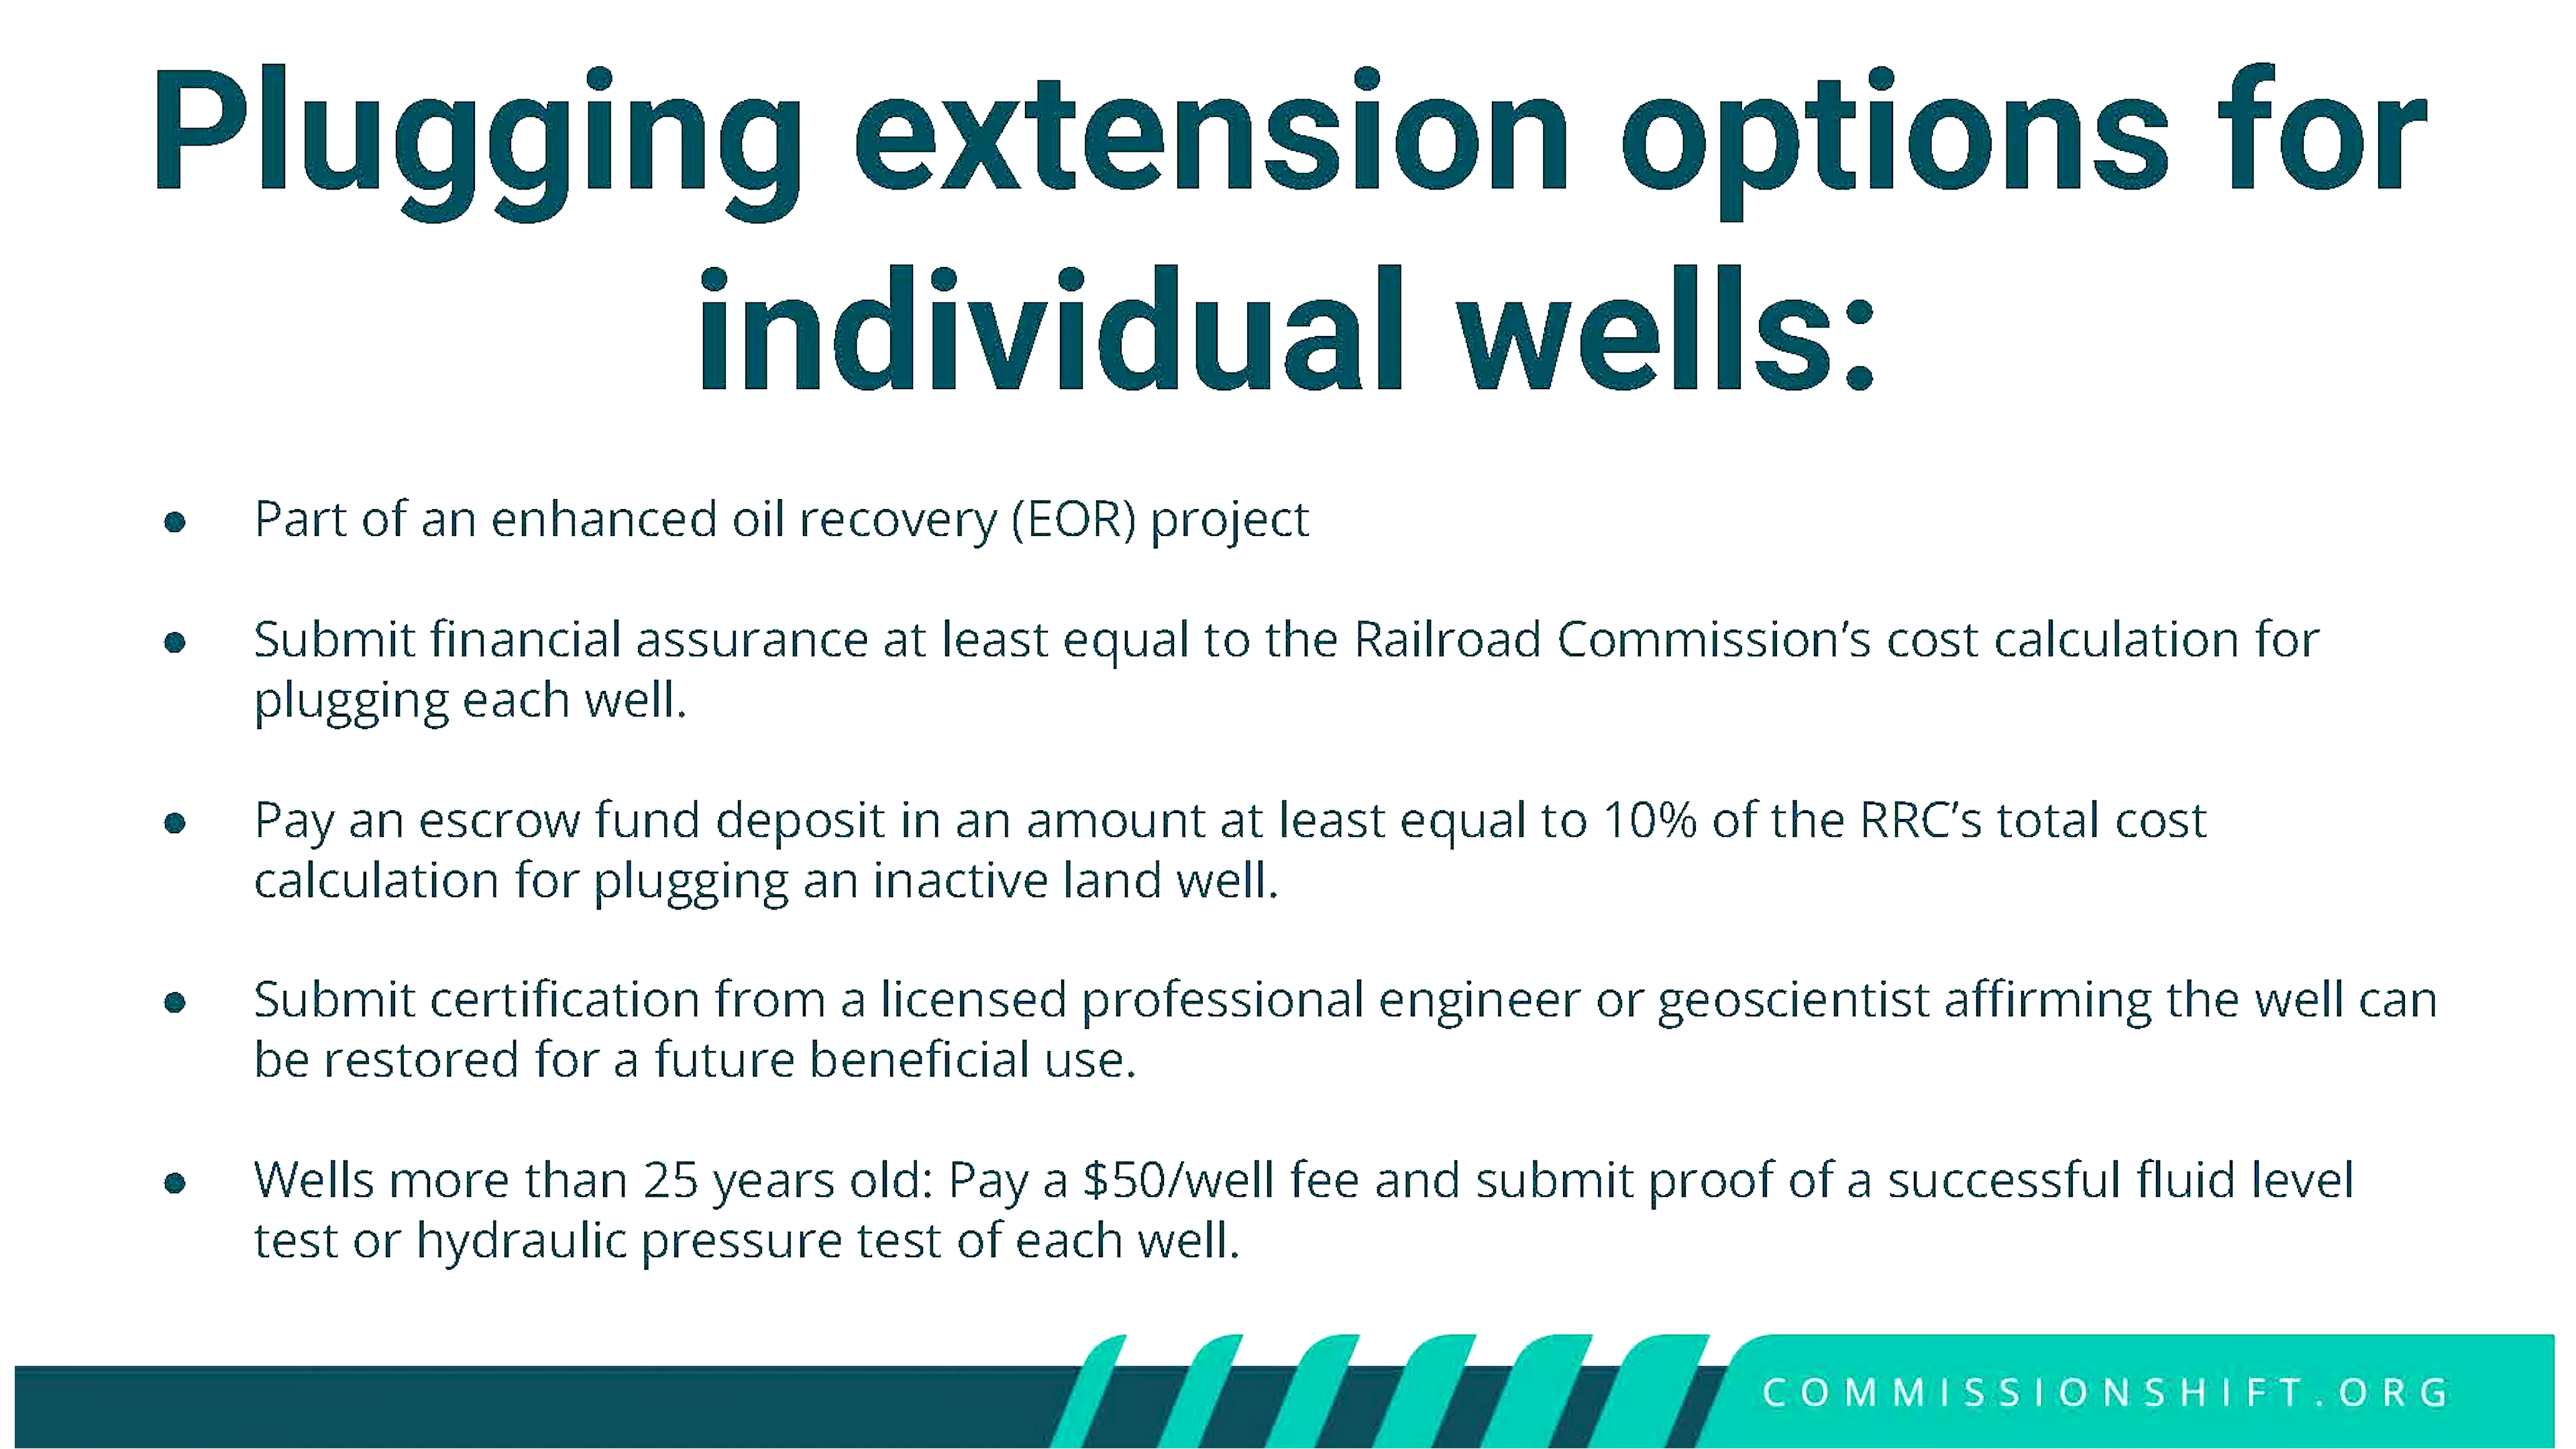 Plugging extension options for
individual wells:
● Part of an enhanced oil recovery (EOR) project
● Submit financial assurance at least equal to the Railroad Commission’s cost calculation for
plugging each well.
● Pay an escrow fund deposit in an amount at least equal to 10% of the RRC’s total cost
calculation for plugging an inactive land well.
● Submit certification from a licensed professional engineer or geoscientist affirming the well can
be restored for a future beneficial use.
● Wells more than 25 years old: Pay a $50/well fee and submit proof of a successful fluid level
test or hydraulic pressure test of each well.
COMMISSIONSHIFT.ORG